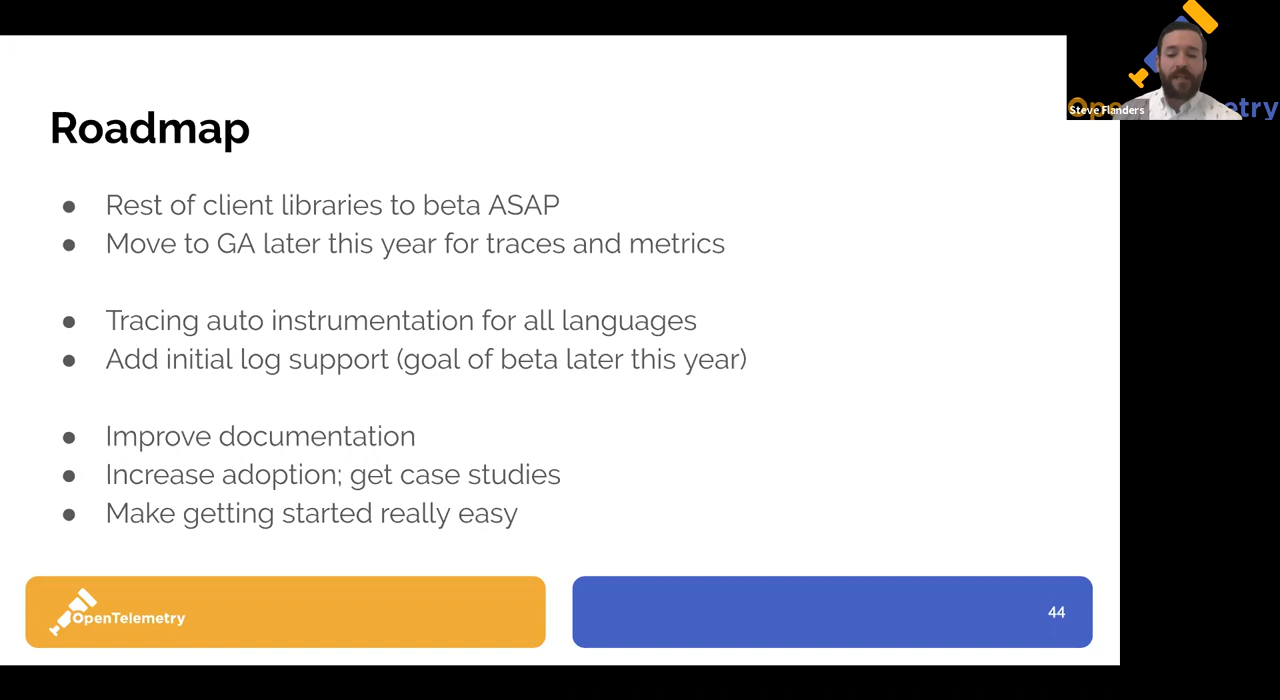 Roadmap
● Rest of client libraries to beta ASAP
● Move to GA later this year for traces and metrics
● Tracing auto instrumentation for all languages
● Add initial log support (goal of beta later this year)
● Improve documentation
● Increase adoption; get case studies
● Make getting started really easy
OpenTelemetry
44
Steve Flanders